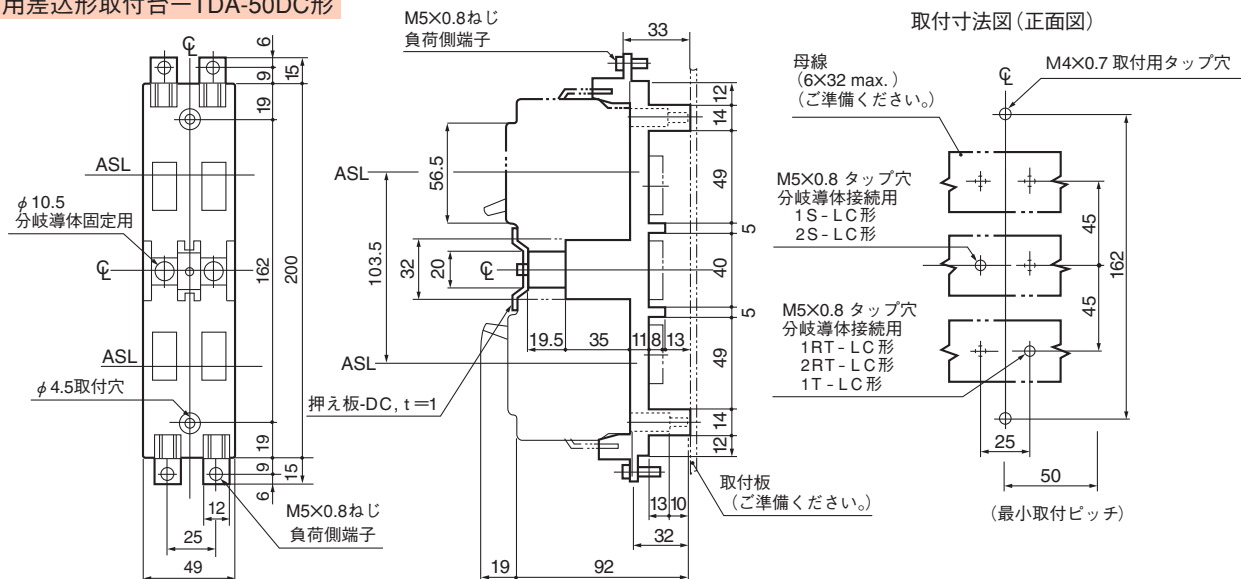 用差込形取付台ーTDA-50DC形
℄
6
15
9
19
ASL
φ10.5
分岐導体固定用
℄
162
200
ASL
φ4.5取付穴
19
9
15
6
12
25
49
M5×0.8ねじ
負荷側端子
M5×0.8ねじ
負荷側端子
33
12
14
56.5
ASL
49
5
103.5
32
20
℄
40
5
19.5
35
11
8
13
49
ASL
押え板-DC, t=1
14
12
取付板
(ご準備ください。)
13
10
32
19
92
取付寸法図(正面図)
母線
(6×32 max.)
(ご準備ください。)
℄
M4×0.7 取付用タップ穴
M5×0.8 タップ穴
分岐導体接続用
1S-LC形
2S-LC形
45
162
45
M5×0.8 タップ穴
分岐導体接続用
1RT-LC形
2RT-LC形
1T-LC形
25
50
(最小取付ピッチ)